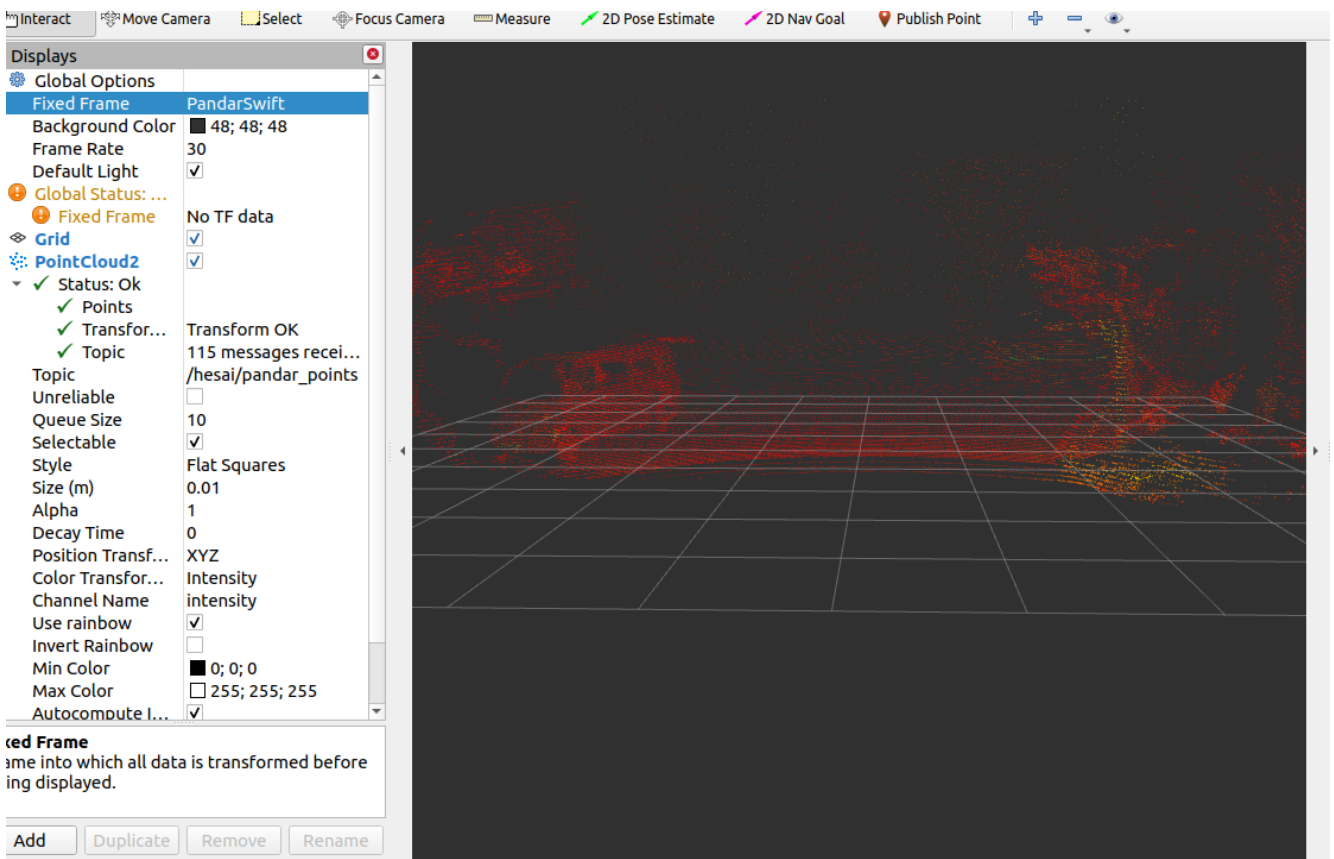 Interact Move Camera Select Focus Camera Measure 2D Pose Estimate 2D Nav Goal Publish Point
Displays
Global Options
Fixed Frame PandarSwift
Background Color 48; 48; 48
Frame Rate 30
Default Light
Global Status: ...
Fixed Frame No TF data
Grid
PointCloud2
Status: Ok
Points
Transfor... Transform OK
Topic 115 messages recei...
Topic /hesai/pandar_points
Unreliable
Queue Size 10
Selectable
Style Flat Squares
Size (m) 0.01
Alpha 1
Decay Time 0
Position Transf... XYZ
Color Transfor... Intensity
Channel Name intensity
Use rainbow
Invert Rainbow
Min Color 0; 0; 0
Max Color 255; 255; 255
Autocompute I...
xed Frame
ame into which all data is transformed before
ing displayed.
Add Duplicate Remove Rename